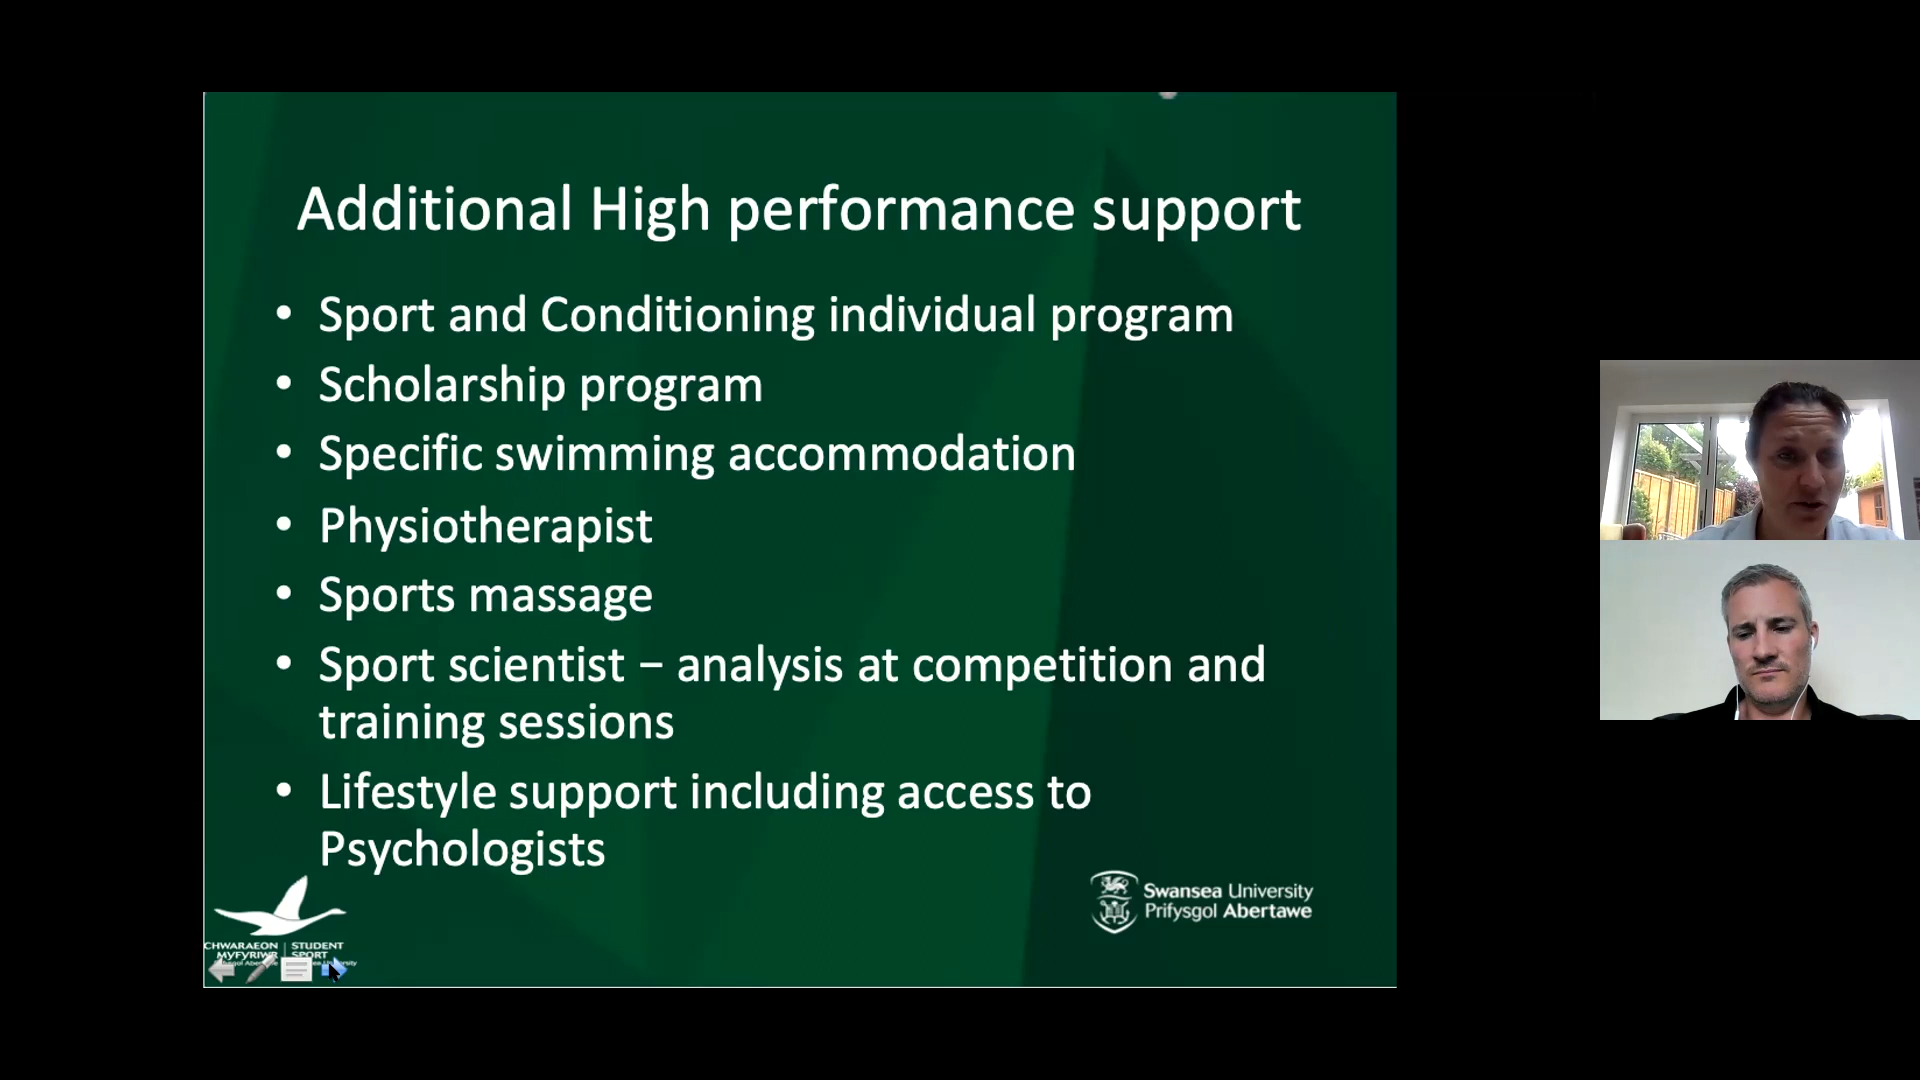 Additional High performance support
• Sport and Conditioning individual program
• Scholarship program
• Specific swimming accommodation
• Physiotherapist
• Sports massage
• Sport scientist – analysis at competition and
training sessions
• Lifestyle support including access to
Psychologists
CHWARAEON | STUDENT
MYFYRIWR | SPORT
Swansea University
Prifysgol Abertawe